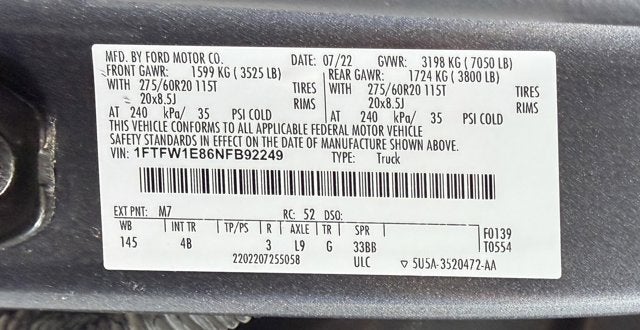 MFD. BY FORD MOTOR CO. DATE: 07/22 GVWR: 3198 KG (7050 LB)
FRONT GAWR: 1599 KG (3525 LB) REAR GAWR: 1724 KG (3800 LB)
WITH 275/60R20 115T TIRES WITH 275/60R20 115T TIRES
20x8.5J RIMS 20x8.5J RIMS
AT 240 kPa/ 35 PSI COLD AT 240 kPa/ 35 PSI COLD
THIS VEHICLE CONFORMS TO ALL APPLICABLE FEDERAL MOTOR VEHICLE
SAFETY STANDARDS IN EFFECT ON THE DATE OF MANUFACTURE SHOWN ABOVE.
VIN: 1FTFW1E86NFB92249 TYPE: Truck
EXT PNT: M7 RC: 52 DSO: F0139
WB INT TR TP/PS R AXLE TR SPR T0554
145 4B 3 L9 G 33BB
2202207255058 ULC ▽ 5U5A-3520472-AA